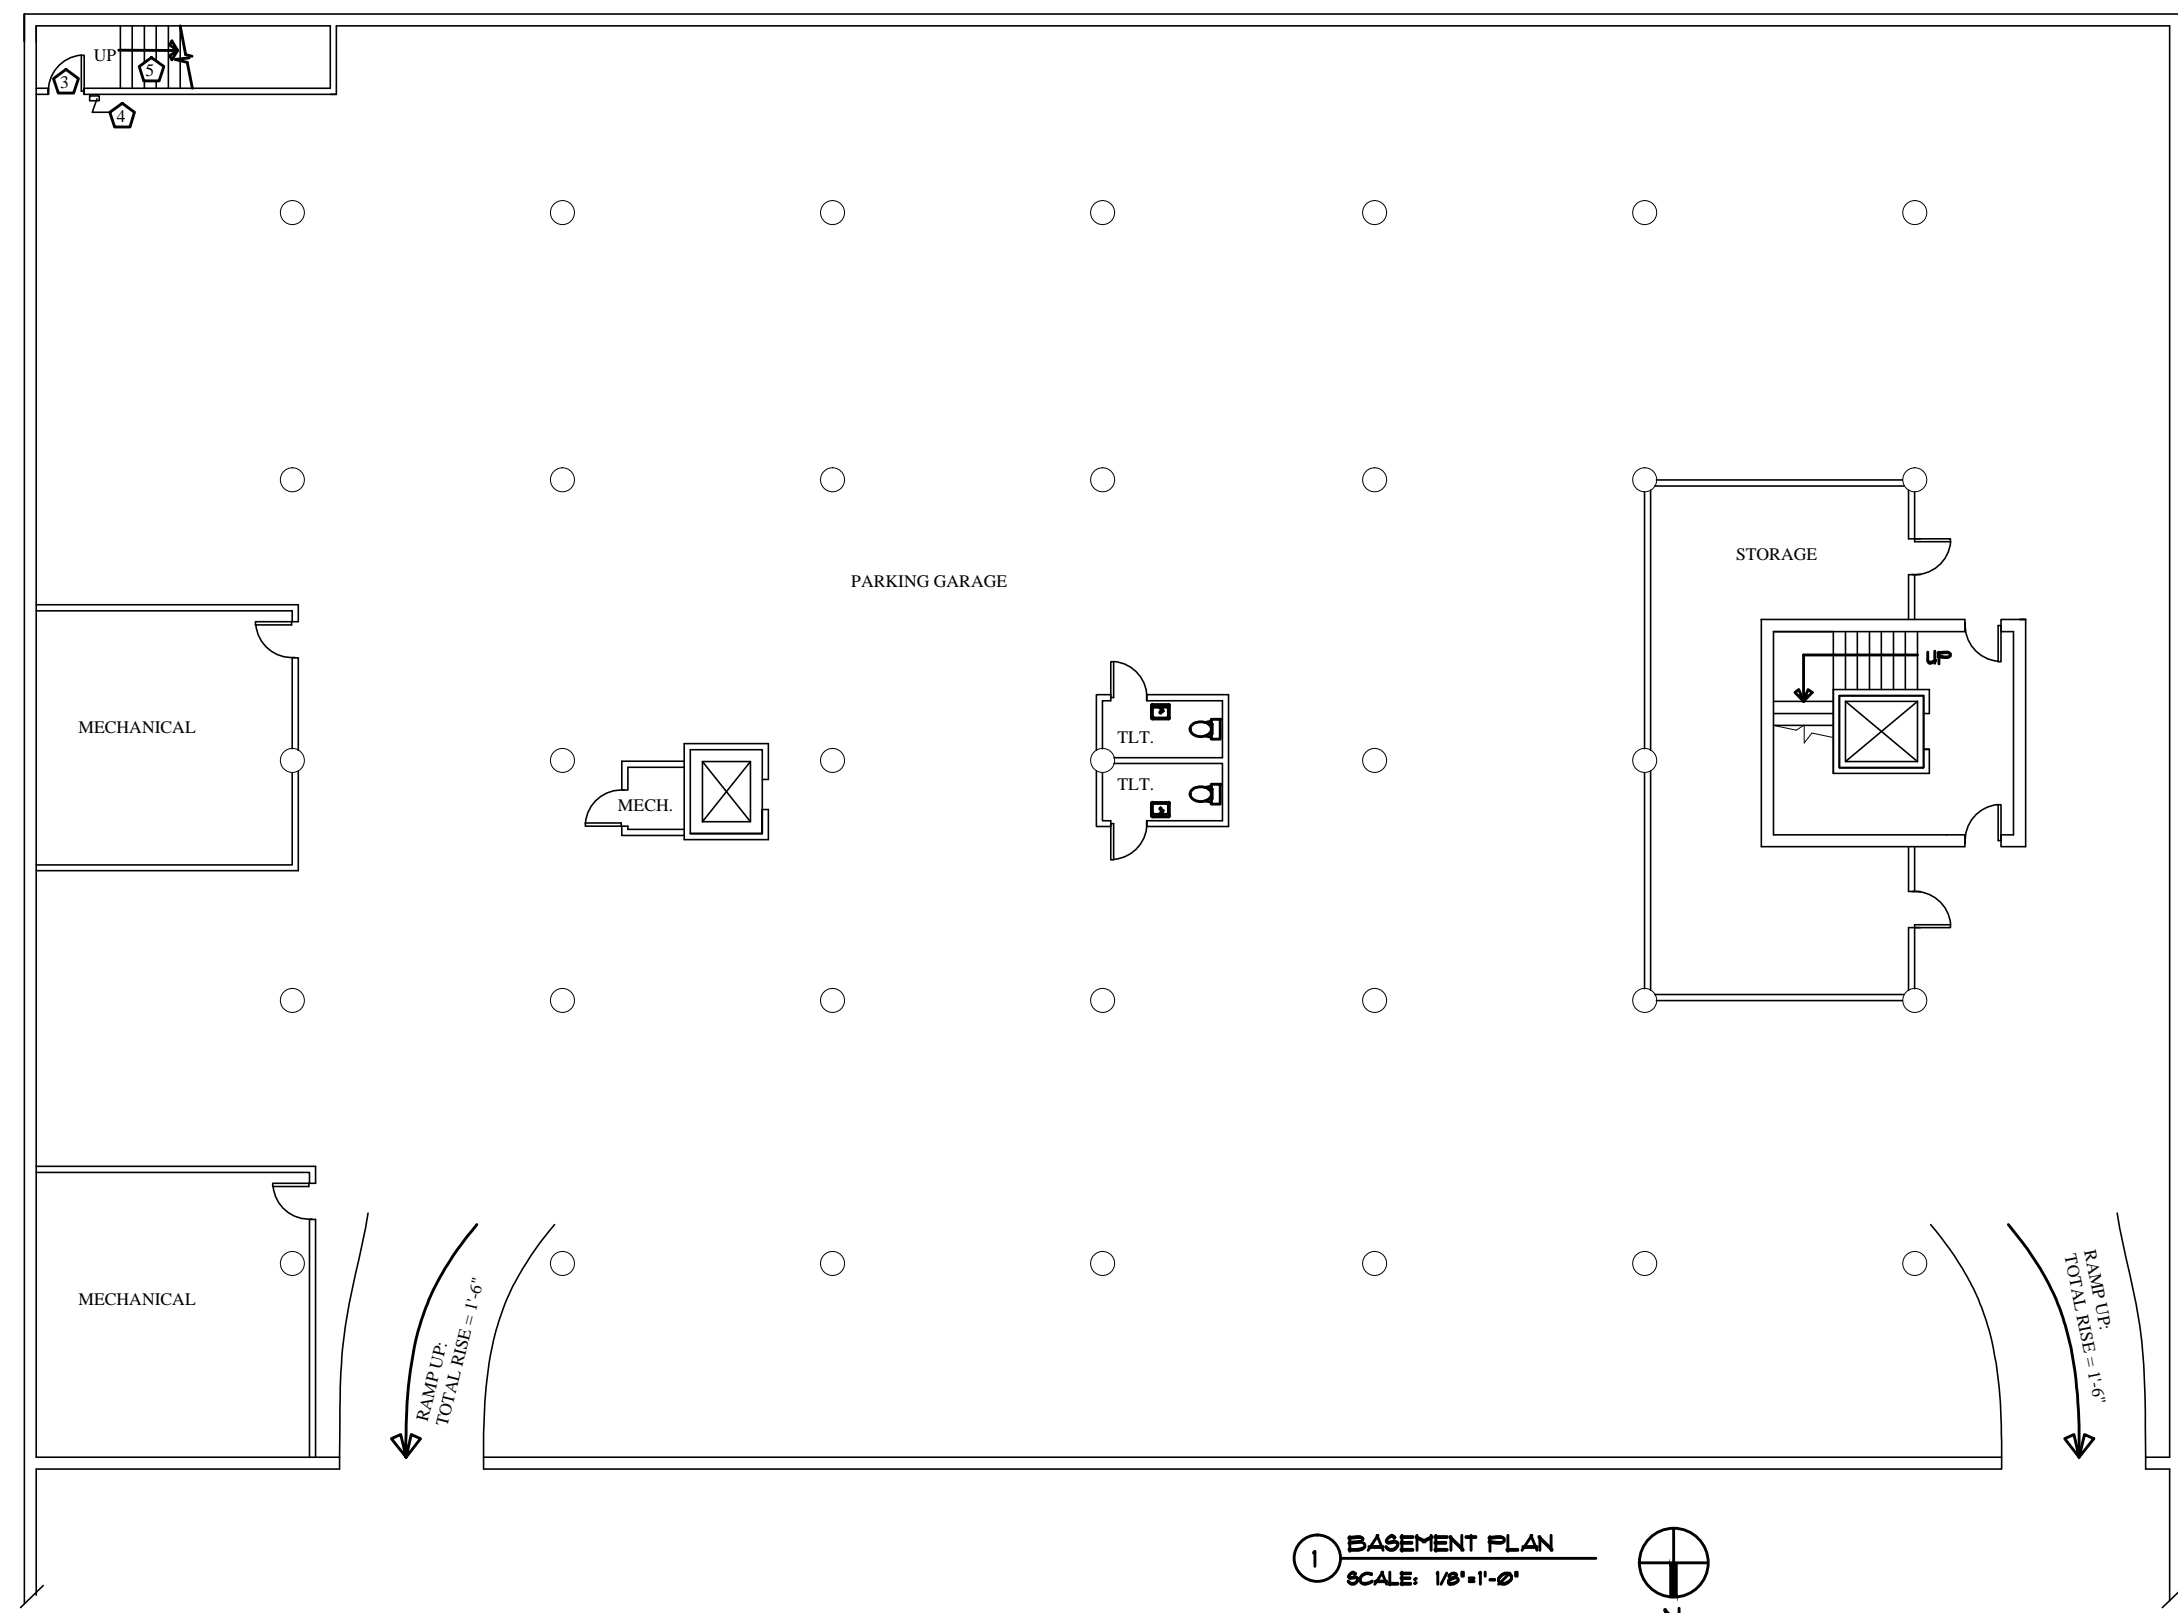 UP
5
3
4
PARKING GARAGE
STORAGE
UP
MECHANICAL
TLT.
TLT.
MECH.
MECHANICAL
RAMP UP:
TOTAL RISE = 1'-6"
RAMP UP:
TOTAL RISE = 1'-6"
1
BASEMENT PLAN
SCALE: 1/8"=1'-0"
N